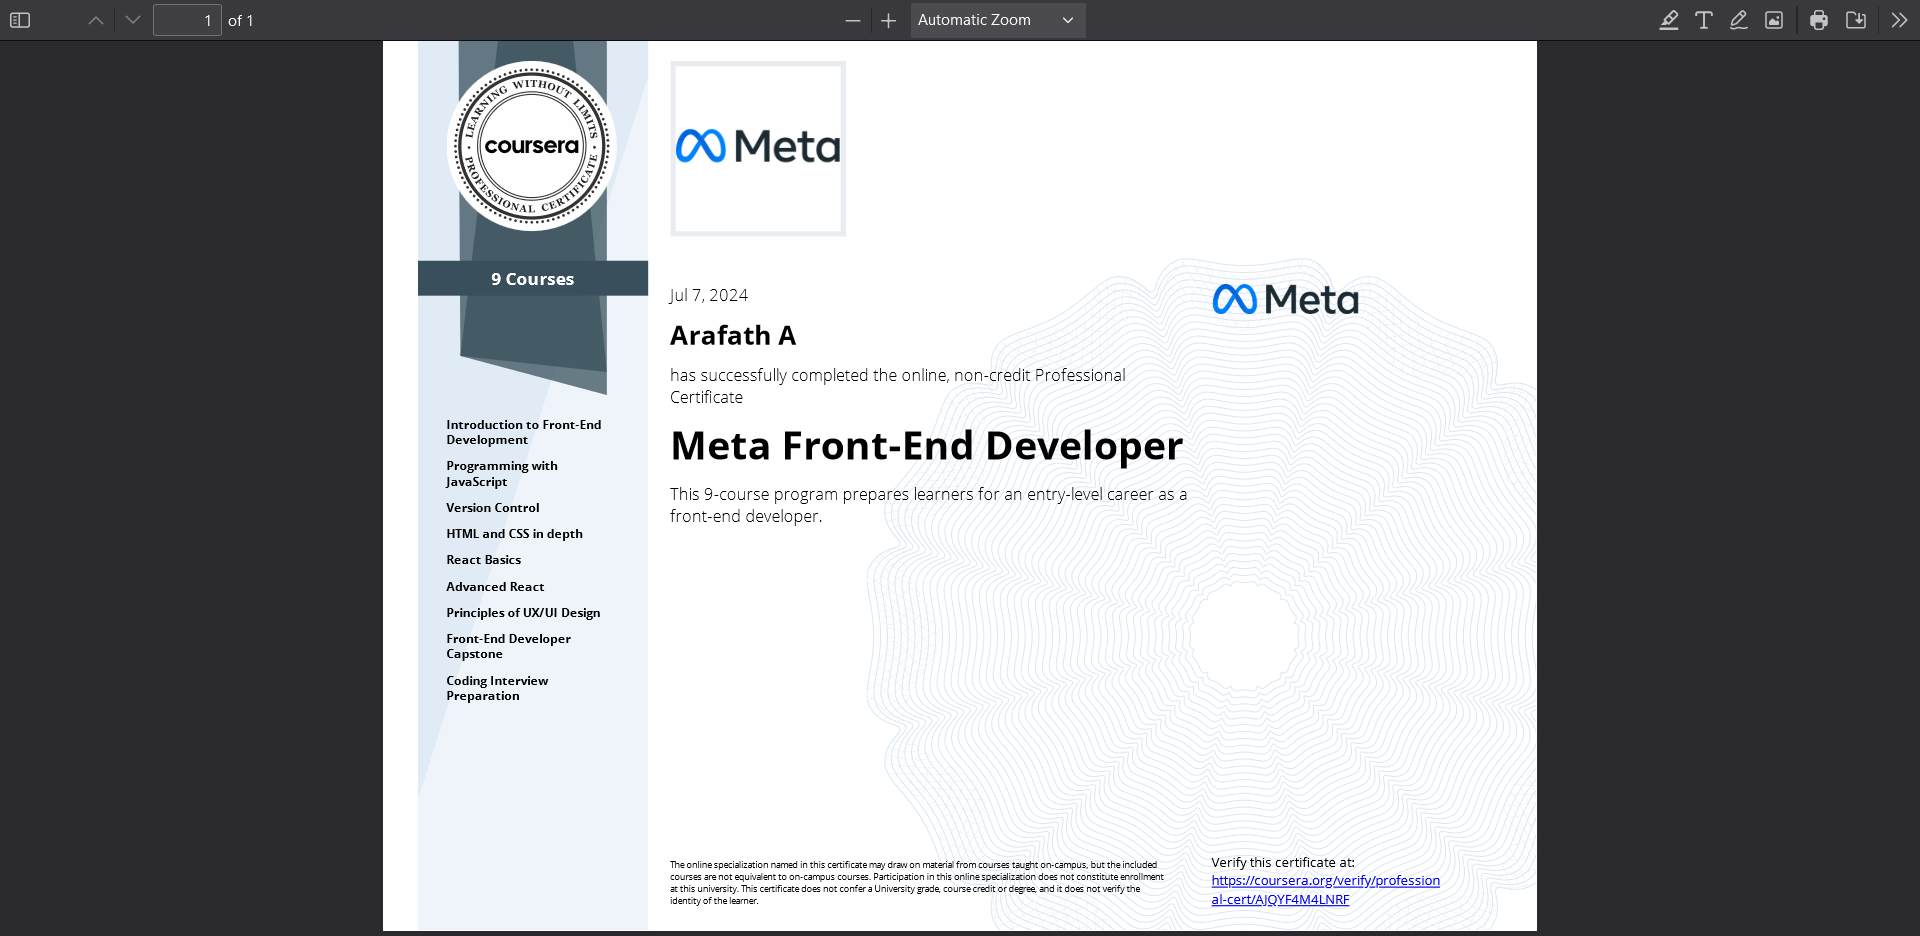 1 of 1
Automatic Zoom
LEARNING WITHOUT LIMITS
coursera
PROFESSIONAL CERTIFICATE
9 Courses
Introduction to Front-End
Development
Programming with
JavaScript
Version Control
HTML and CSS in depth
React Basics
Advanced React
Principles of UX/UI Design
Front-End Developer
Capstone
Coding Interview
Preparation
Meta
Jul 7, 2024
Arafath A
has successfully completed the online, non-credit Professional
Certificate
Meta Front-End Developer
This 9-course program prepares learners for an entry-level career as a
front-end developer.
Meta
The online specialization named in this certificate may draw on material from courses taught on-campus, but the included
courses are not equivalent to on-campus courses. Participation in this online specialization does not constitute enrollment
at this university. This certificate does not confer a University grade, course credit or degree, and it does not verify the
identity of the learner.
Verify this certificate at:
https://coursera.org/verify/profession
al-cert/AJQYF4M4LNRF